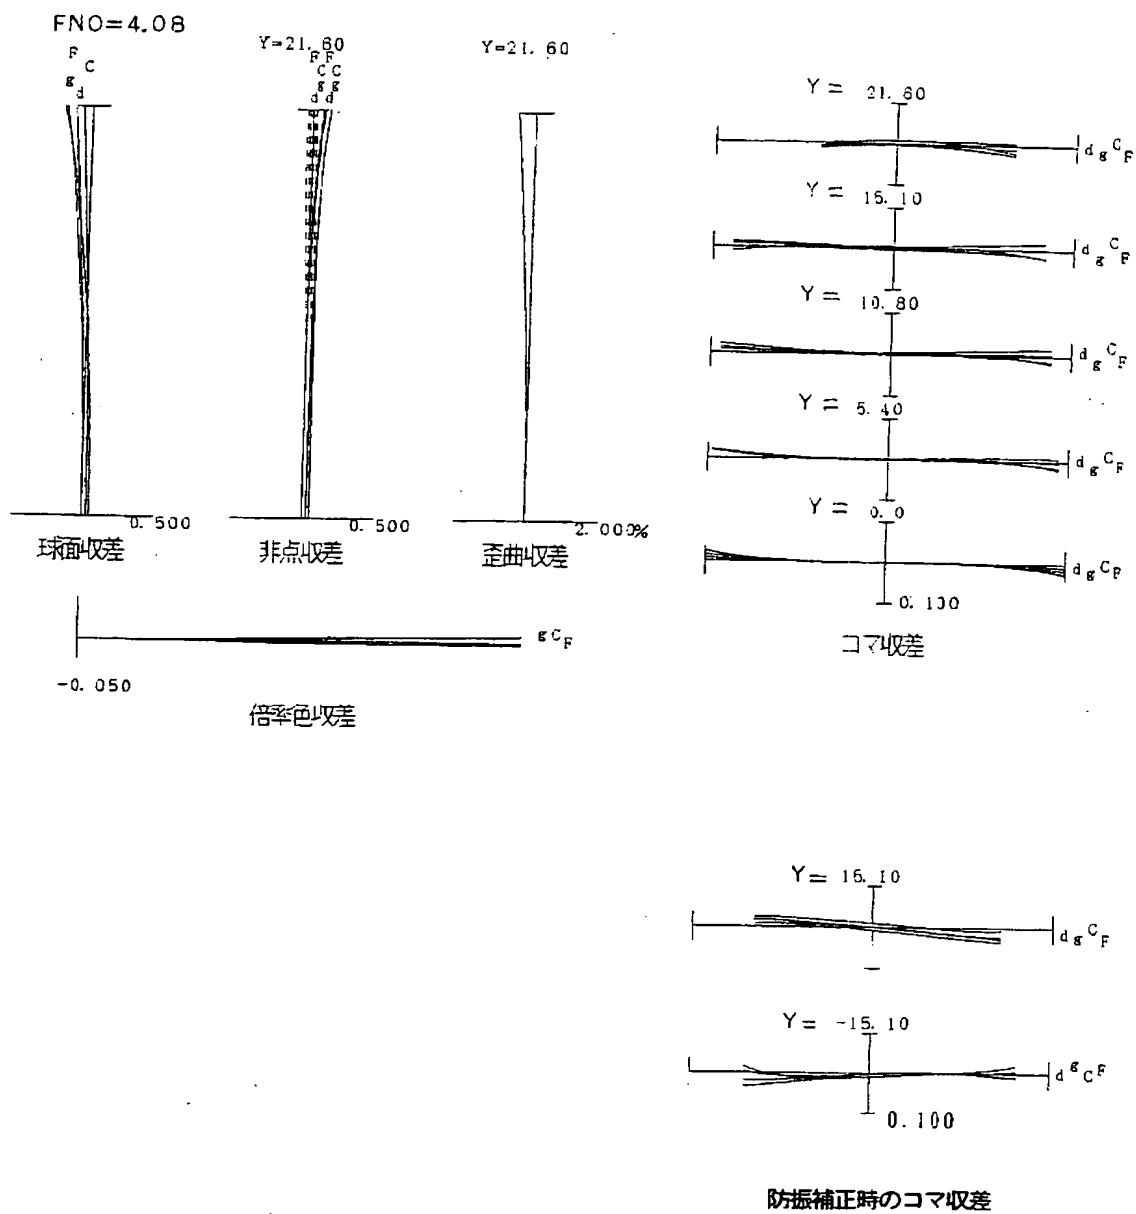 FNO=4.08
F
C
g
d
0.500
球面収差
Y=21.60
F F
C C
g g
d d
0.500
非点収差
Y=21.60
2.000%
歪曲収差
g C F
-0.050
倍率色収差
Y= 21.60
d g C F
Y= 15.10
d g C F
Y= 10.80
d g C F
Y= 5.40
d g C F
Y= 0.0
d g C F
0.100
コマ収差
Y= 15.10
d g C F
Y= -15.10
d g C F
0.100
防振補正時のコマ収差